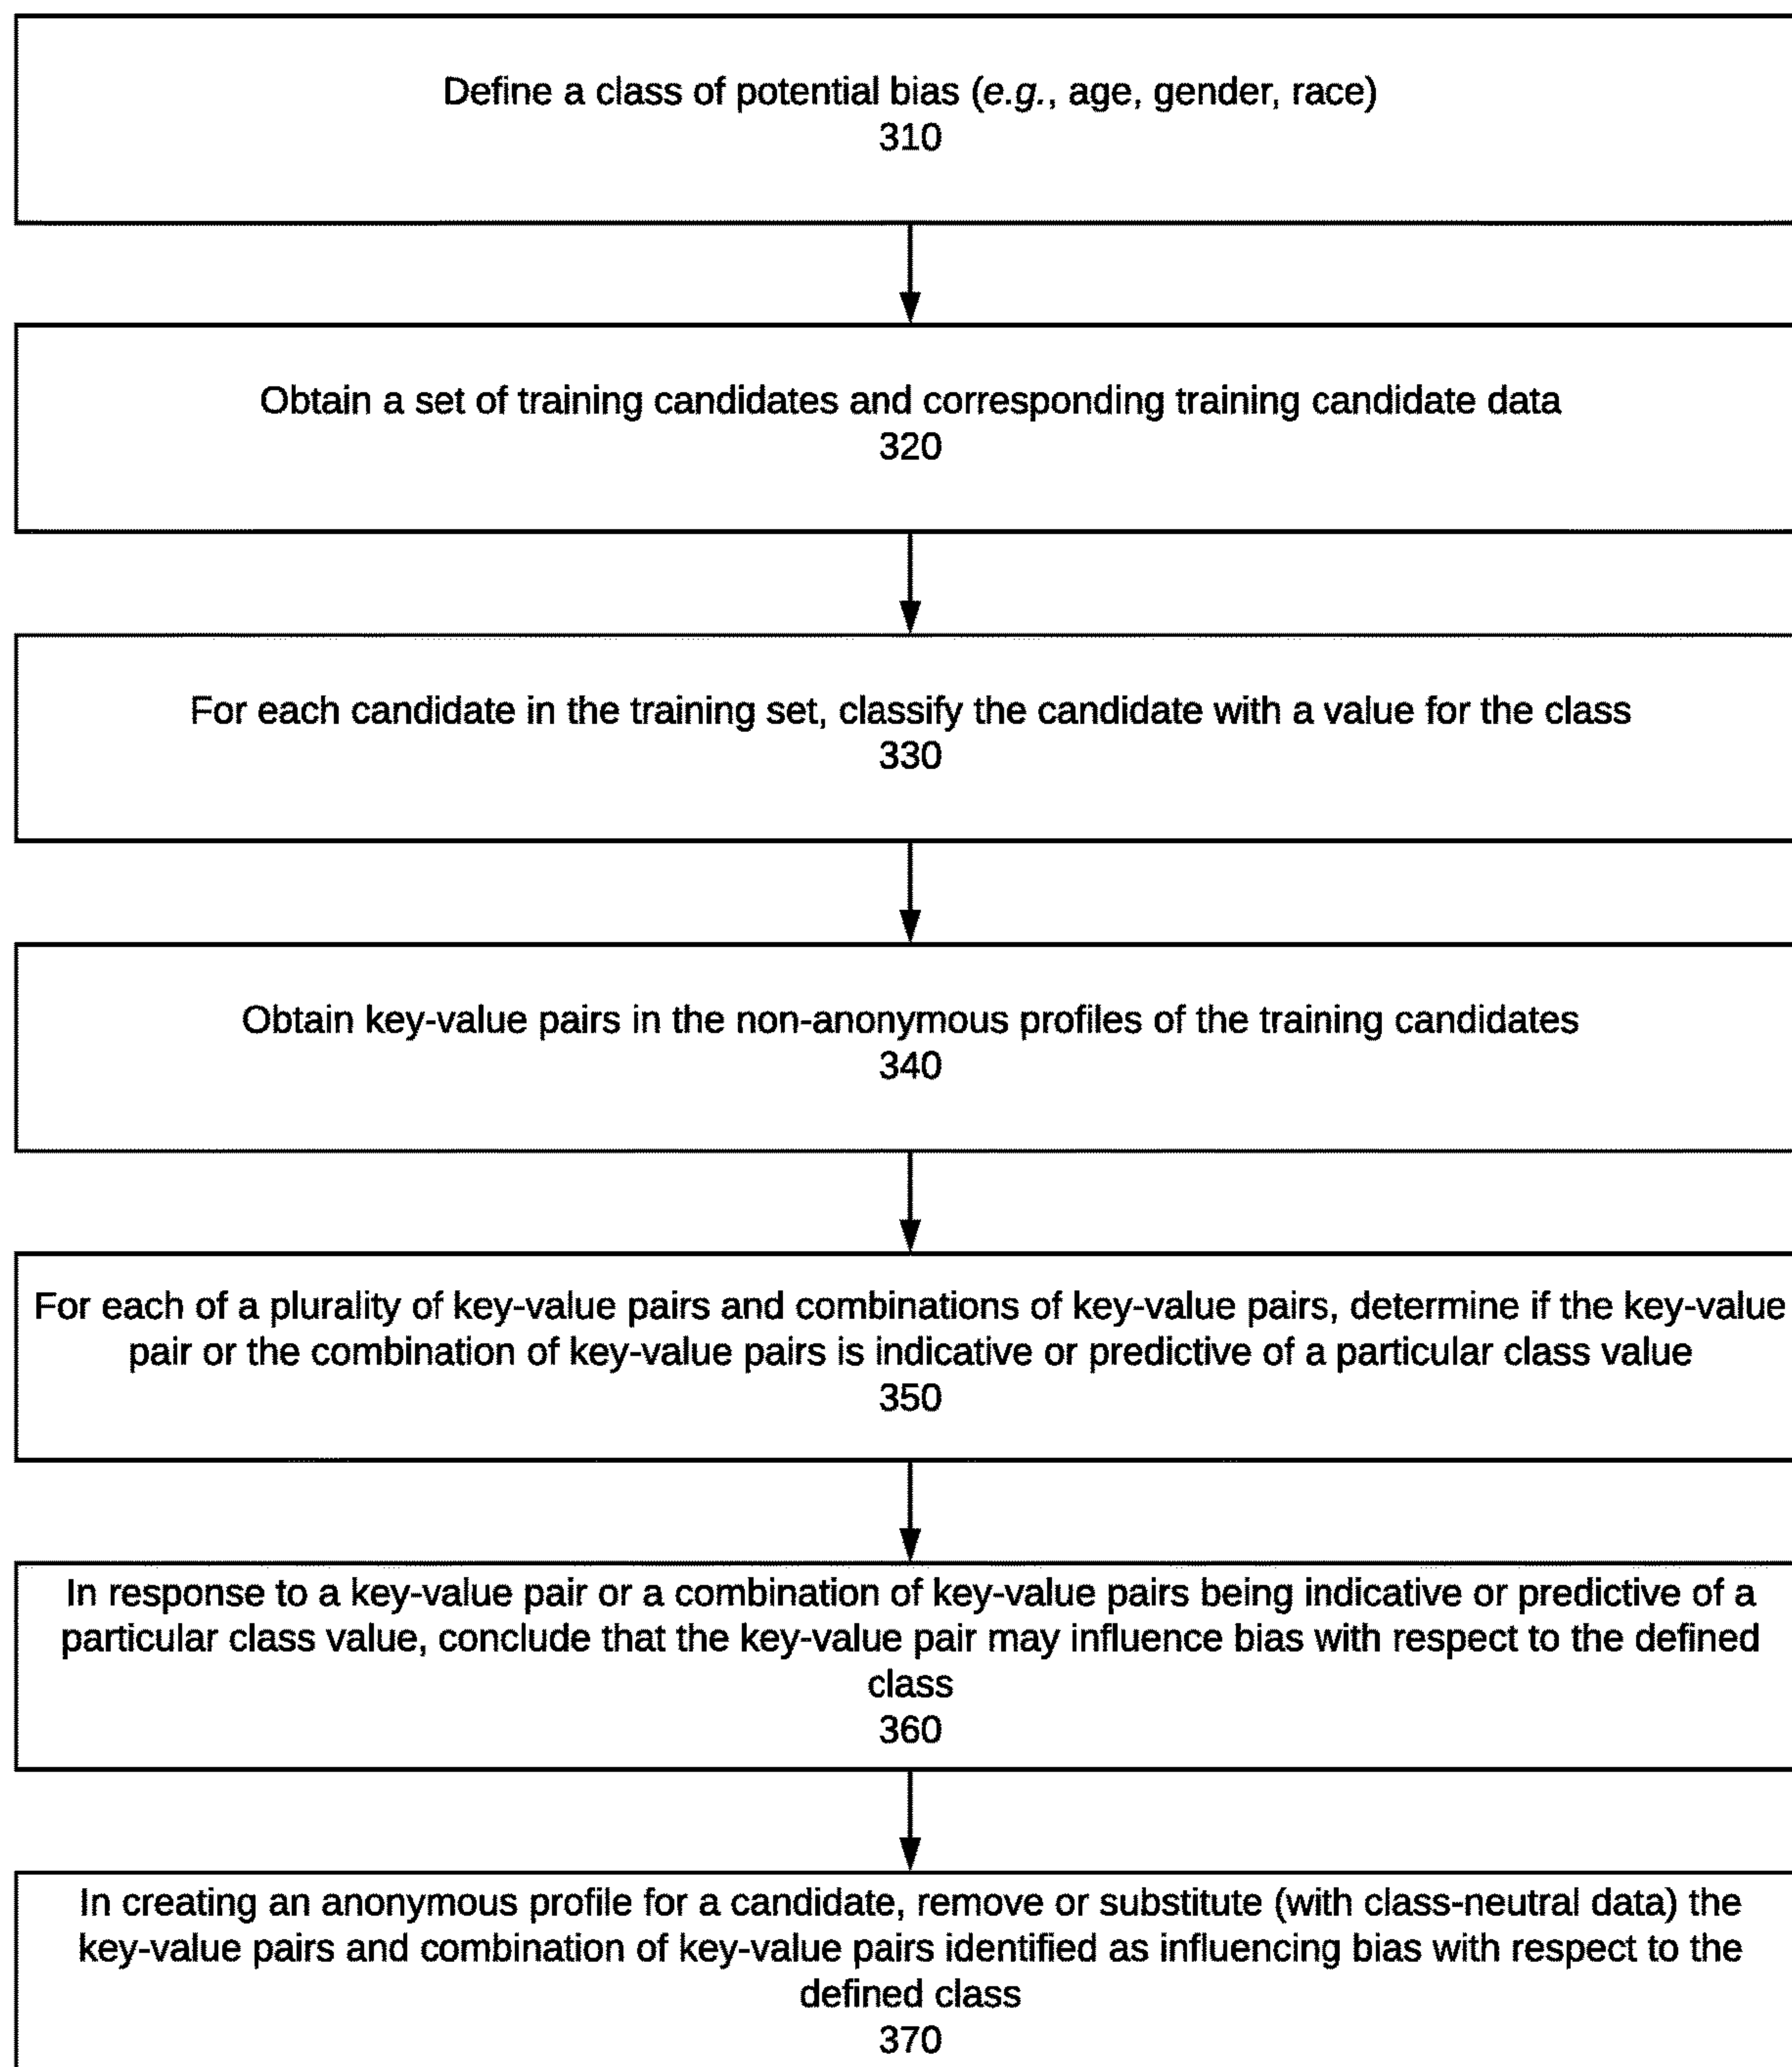 Define a class of potential bias (e.g., age, gender, race)
310
Obtain a set of training candidates and corresponding training candidate data
320
For each candidate in the training set, classify the candidate with a value for the class
330
Obtain key-value pairs in the non-anonymous profiles of the training candidates
340
For each of a plurality of key-value pairs and combinations of key-value pairs, determine if the key-value
pair or the combination of key-value pairs is indicative or predictive of a particular class value
350
In response to a key-value pair or a combination of key-value pairs being indicative or predictive of a
particular class value, conclude that the key-value pair may influence bias with respect to the defined
class
360
In creating an anonymous profile for a candidate, remove or substitute (with class-neutral data) the
key-value pairs and combination of key-value pairs identified as influencing bias with respect to the
defined class
370